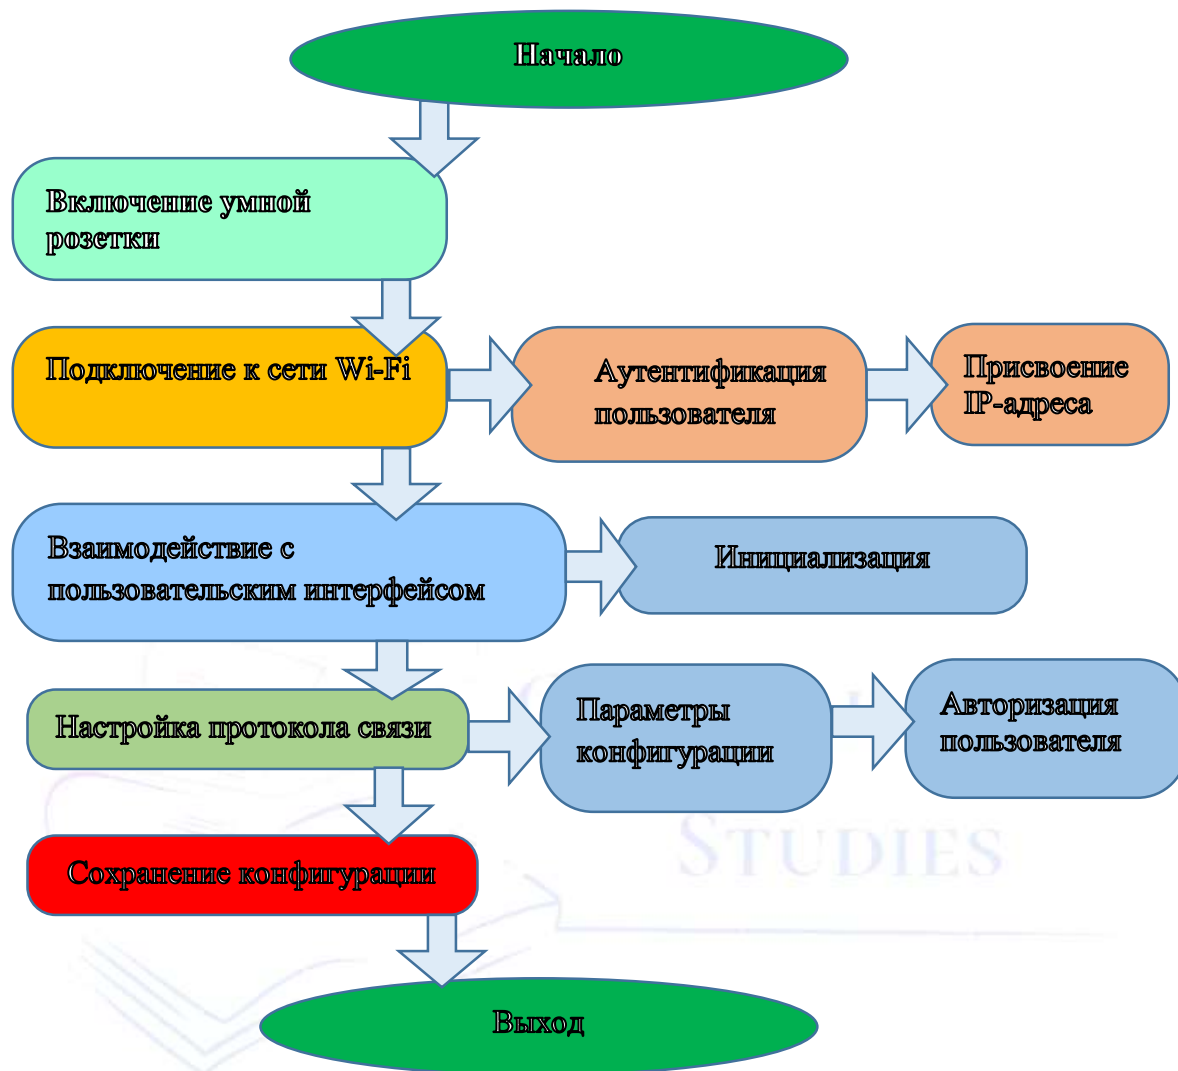 Начало
Включение умной
розетки
Подключение к сети Wi-Fi
Аутентификация
пользователя
Присвоение
IP-адреса
Взаимодействие с
пользовательским интерфейсом
Инициализация
Настройка протокола связи
Параметры
конфигурации
Авторизация
пользователя
STUDIES
Сохранение конфигурации
Выход